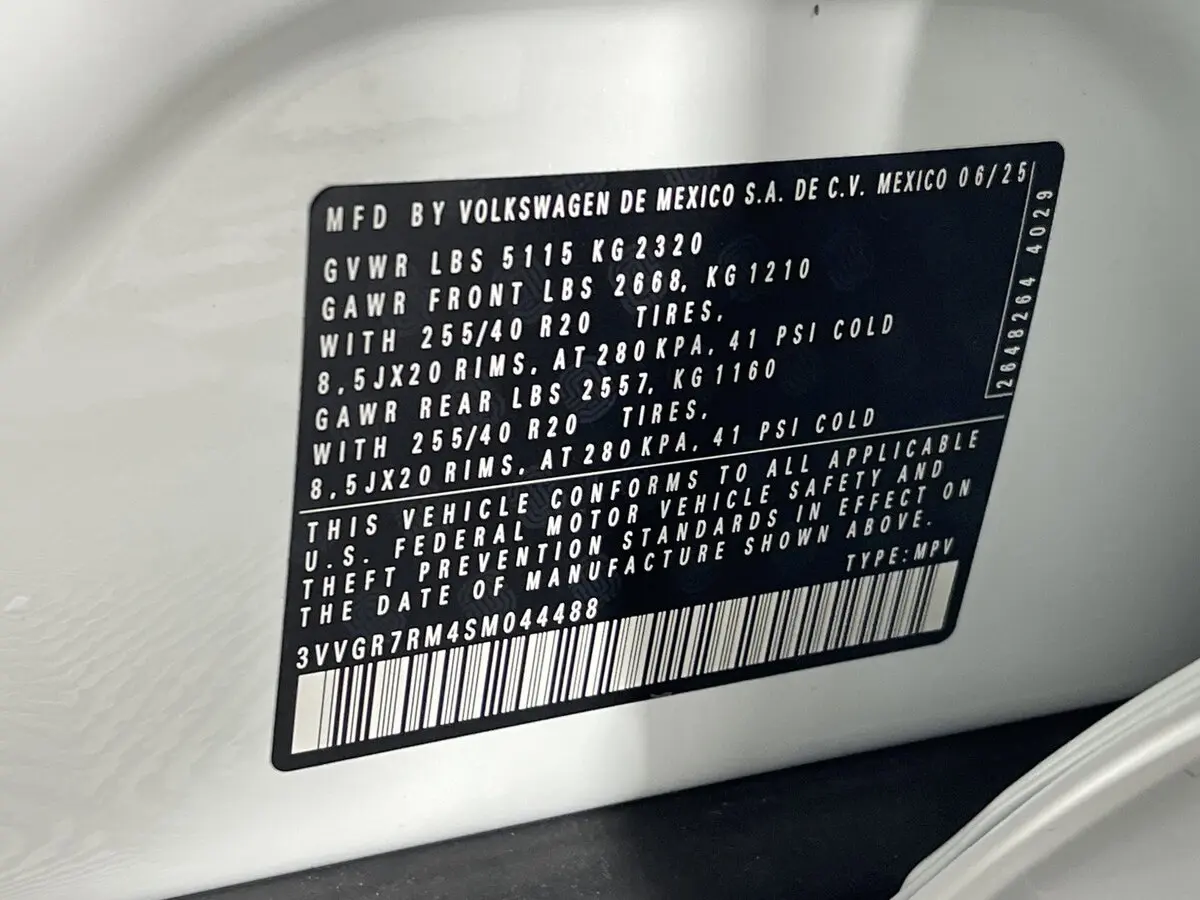 MFD BY VOLKSWAGEN DE MEXICO S.A. DE C.V. MEXICO 06/25
GVWR LBS 5115 KG 2320
GAWR FRONT LBS 2668, KG 1210
WITH 255/40 R20 TIRES,
8,5JX20 RIMS, AT 280 KPA, 41 PSI COLD
GAWR REAR LBS 2557, KG 1160
WITH 255/40 R20 TIRES,
8,5JX20 RIMS, AT 280 KPA, 41 PSI COLD
2648264 4029
THIS VEHICLE CONFORMS TO ALL APPLICABLE
U.S. FEDERAL MOTOR VEHICLE SAFETY AND
THEFT PREVENTION STANDARDS IN EFFECT ON
THE DATE OF MANUFACTURE SHOWN ABOVE.
TYPE: MPV
3VVGR7RM4SM044488